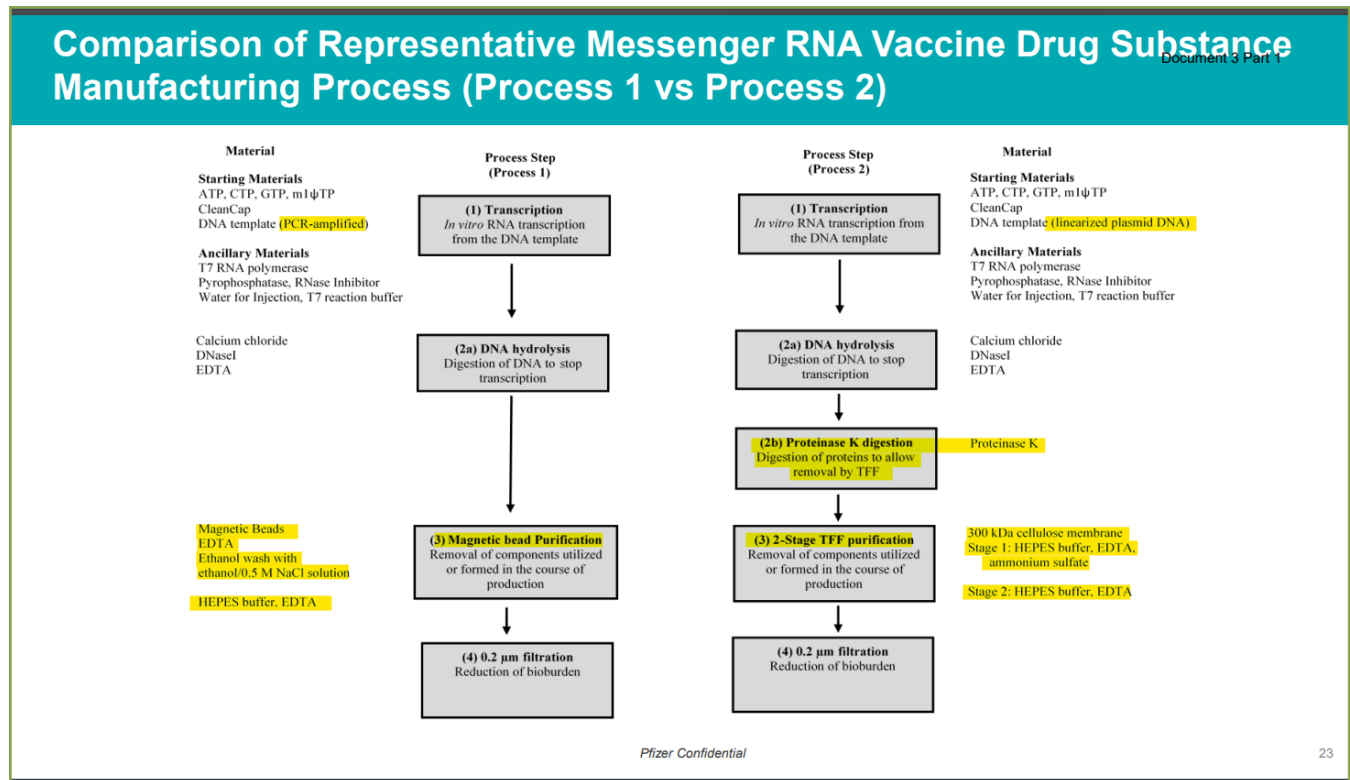 Comparison of Representative Messenger RNA Vaccine Drug Substance
Document 3 Part 1
Manufacturing Process (Process 1 vs Process 2)
Material
Starting Materials
ATP, CTP, GTP, m1ψTP
CleanCap
DNA template (PCR-amplified)
Ancillary Materials
T7 RNA polymerase
Pyrophosphatase, RNase Inhibitor
Water for Injection, T7 reaction buffer
Calcium chloride
DNaseI
EDTA
Magnetic Beads
EDTA
Ethanol wash with
ethanol/0.5 M NaCl solution
HEPES buffer, EDTA
Process Step
(Process 1)
(1) Transcription
In vitro RNA transcription
from the DNA template
(2a) DNA hydrolysis
Digestion of DNA to stop
transcription
(3) Magnetic bead Purification
Removal of components utilized
or formed in the course of
production
(4) 0.2 µm filtration
Reduction of bioburden
Process Step
(Process 2)
(1) Transcription
In vitro RNA transcription from
the DNA template
(2a) DNA hydrolysis
Digestion of DNA to stop
transcription
(2b) Proteinase K digestion
Digestion of proteins to allow
removal by TFF
(3) 2-Stage TFF purification
Removal of components utilized
or formed in the course of
production
(4) 0.2 µm filtration
Reduction of bioburden
Material
Starting Materials
ATP, CTP, GTP, m1ψTP
CleanCap
DNA template (linearized plasmid DNA)
Ancillary Materials
T7 RNA polymerase
Pyrophosphatase, RNase Inhibitor
Water for Injection, T7 reaction buffer
Calcium chloride
DNaseI
EDTA
Proteinase K
300 kDa cellulose membrane
Stage 1: HEPES buffer, EDTA,
ammonium sulfate
Stage 2: HEPES buffer, EDTA
Pfizer Confidential
23